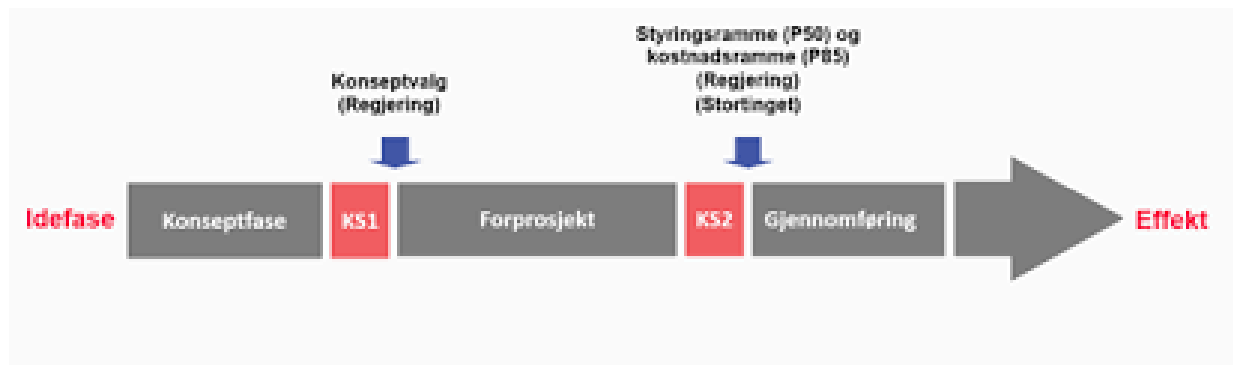 Styringsramme (P50) og
kostnadsramme (P85)
(Regjering)
(Stortinget)
Konseptvalg
(Regjering)
Idefase
Konseptfase
KS1
Forprosjekt
KS2
Gjennomføring
Effekt